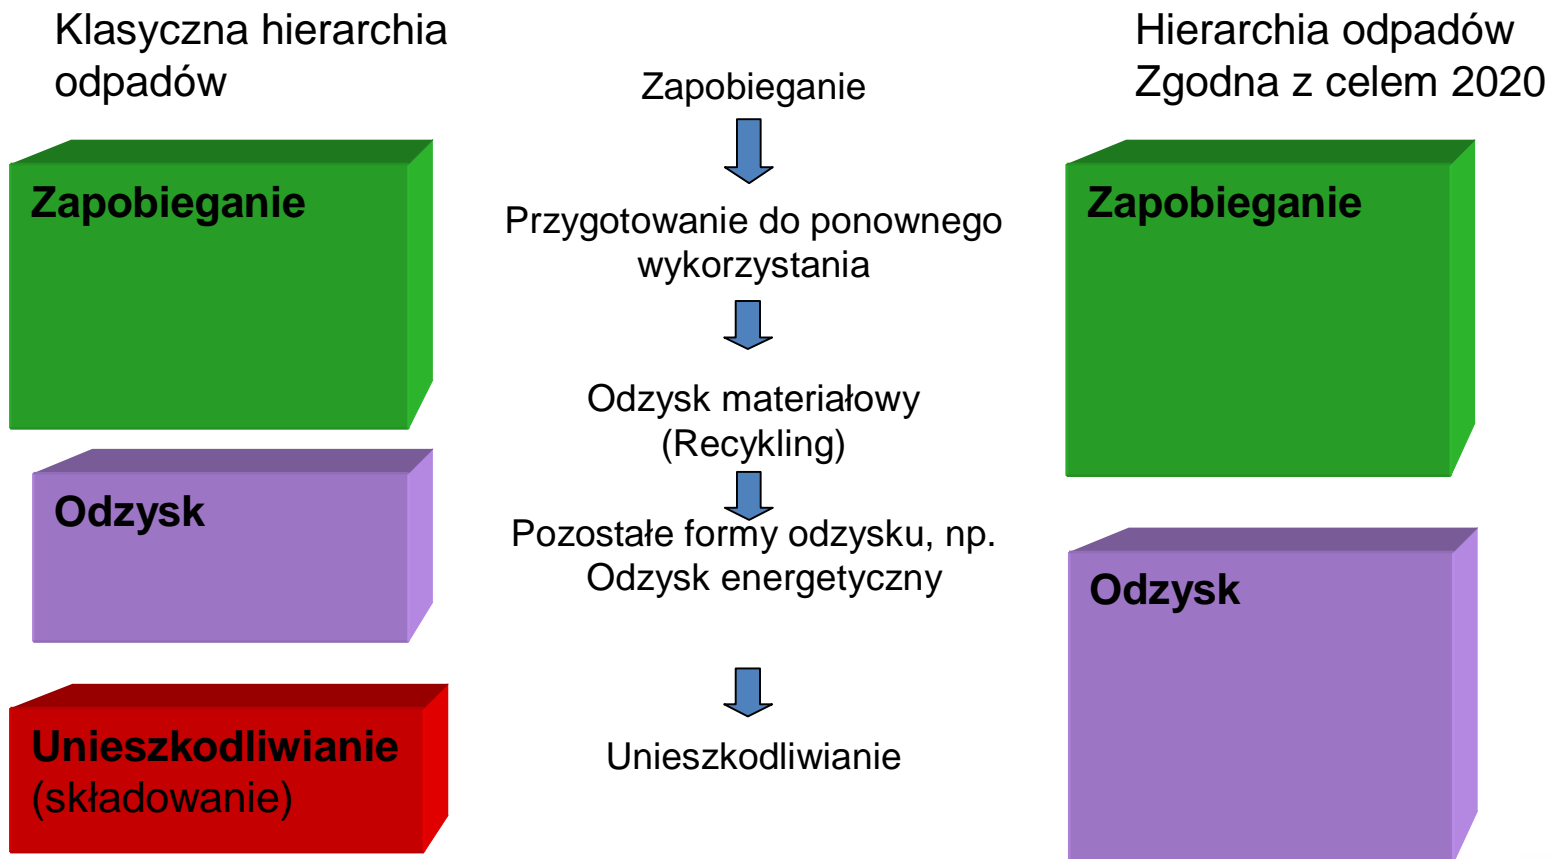 Klasyczna hierarchia
odpadów
Zapobieganie
Odzysk
Unieszkodliwianie
(składowanie)
Zapobieganie
Przygotowanie do ponownego
wykorzystania
Odzysk materiałowy
(Recykling)
Pozostałe formy odzysku, np.
Odzysk energetyczny
Unieszkodliwianie
Hierarchia odpadów
Zgodna z celem 2020
Zapobieganie
Odzysk